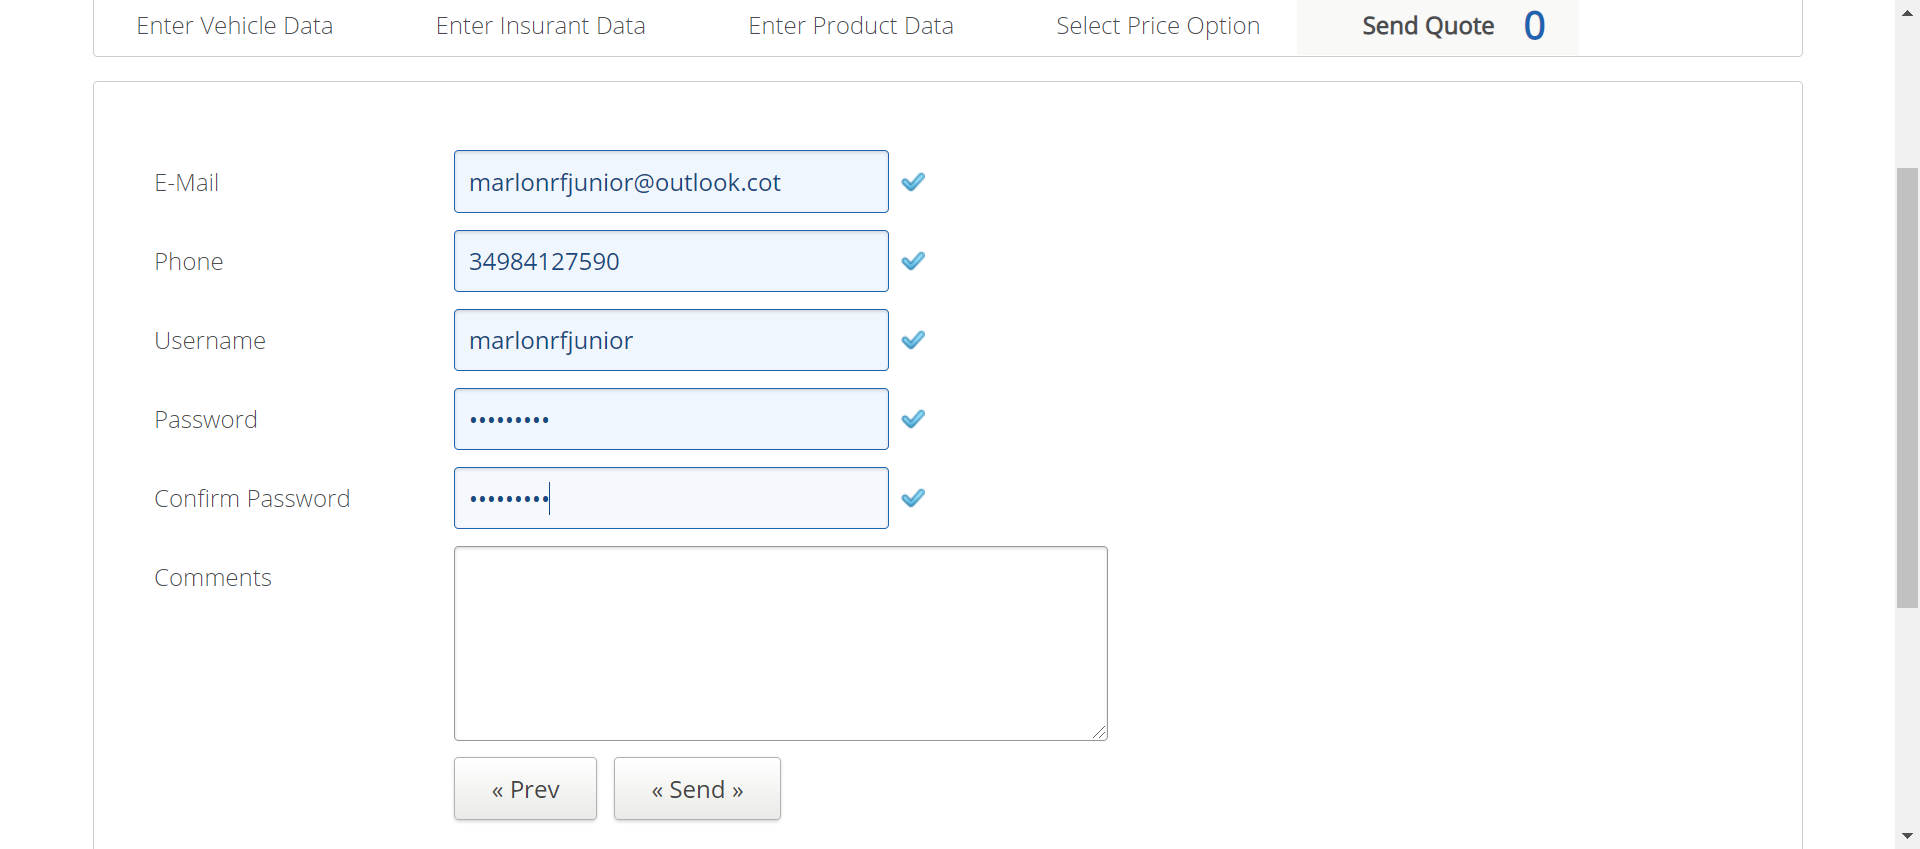 Enter Vehicle Data Enter Insurant Data Enter Product Data Select Price Option Send Quote 0
E-Mail marlonrfjunior@outlook.cot
Phone 34984127590
Username marlonrfjunior
Password •••••••••
Confirm Password •••••••••
Comments
« Prev « Send »